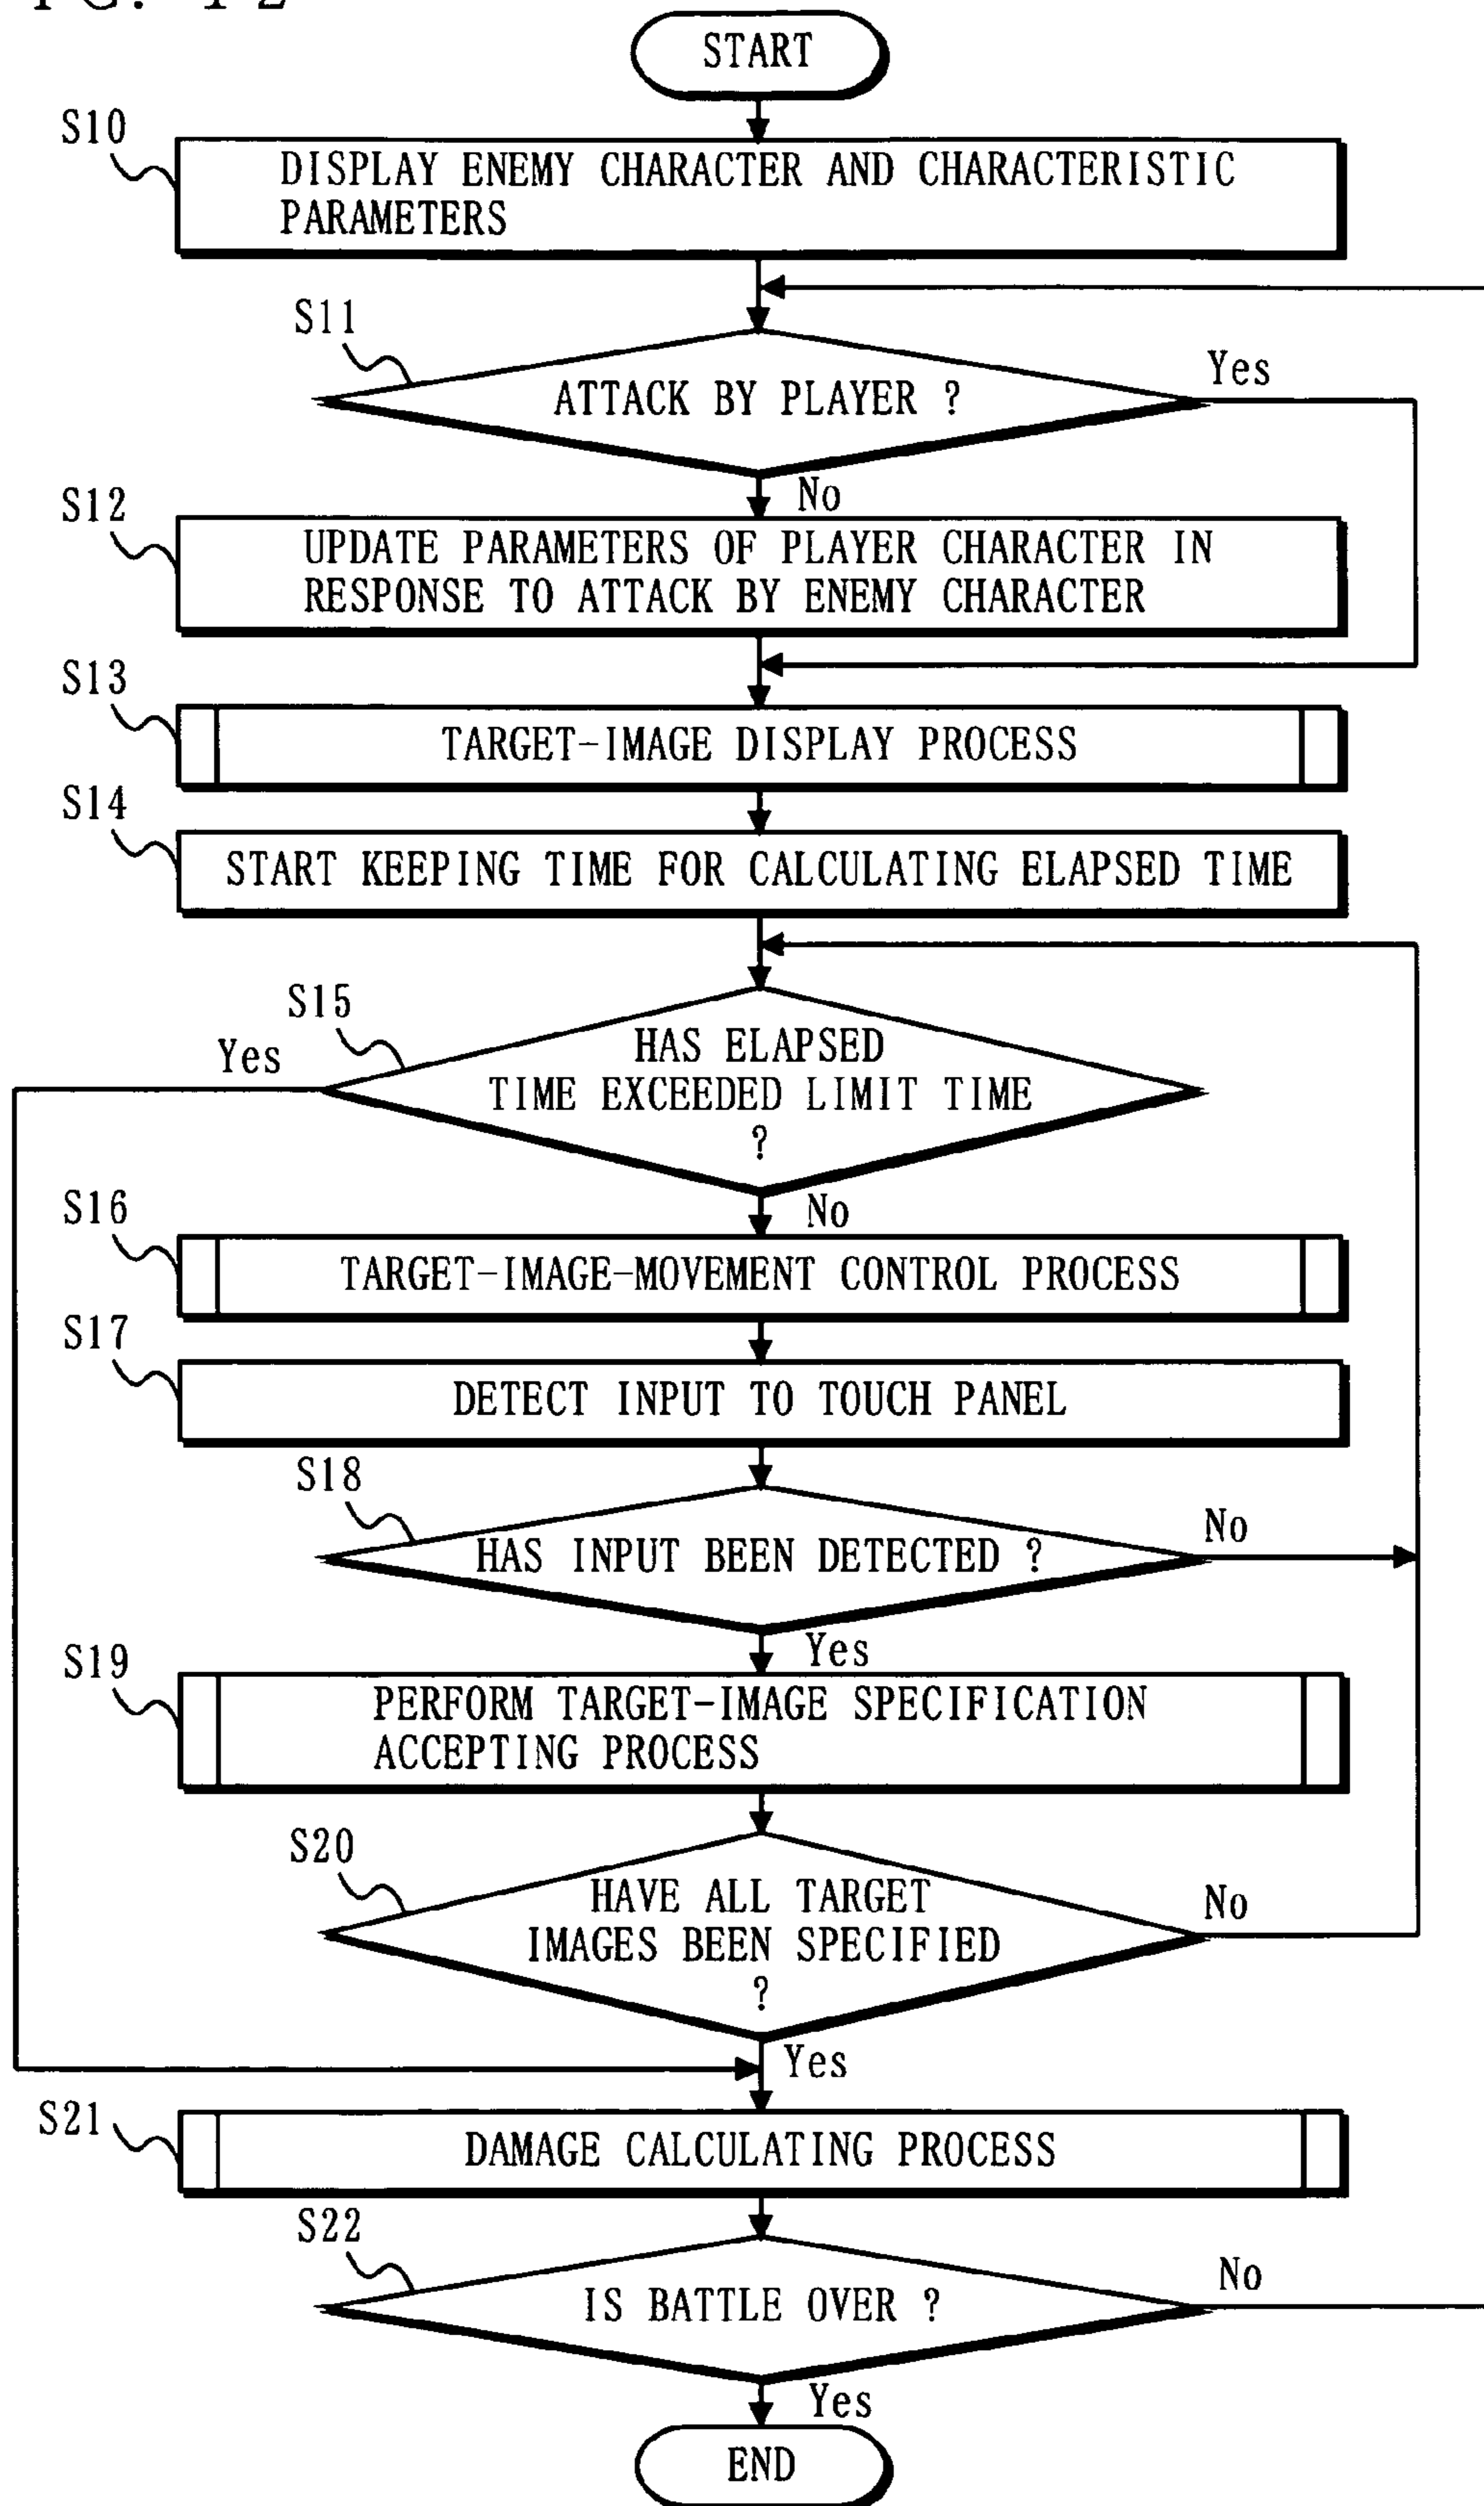 START
S10
DISPLAY ENEMY CHARACTER AND CHARACTERISTIC
PARAMETERS
S11
ATTACK BY PLAYER ?
Yes
No
S12
UPDATE PARAMETERS OF PLAYER CHARACTER IN
RESPONSE TO ATTACK BY ENEMY CHARACTER
S13
TARGET-IMAGE DISPLAY PROCESS
S14
START KEEPING TIME FOR CALCULATING ELAPSED TIME
S15
Yes
HAS ELAPSED
TIME EXCEEDED LIMIT TIME
?
No
S16
TARGET-IMAGE-MOVEMENT CONTROL PROCESS
S17
DETECT INPUT TO TOUCH PANEL
S18
HAS INPUT BEEN DETECTED ?
No
Yes
S19
PERFORM TARGET-IMAGE SPECIFICATION
ACCEPTING PROCESS
S20
HAVE ALL TARGET
IMAGES BEEN SPECIFIED
?
No
Yes
S21
DAMAGE CALCULATING PROCESS
S22
IS BATTLE OVER ?
No
Yes
END